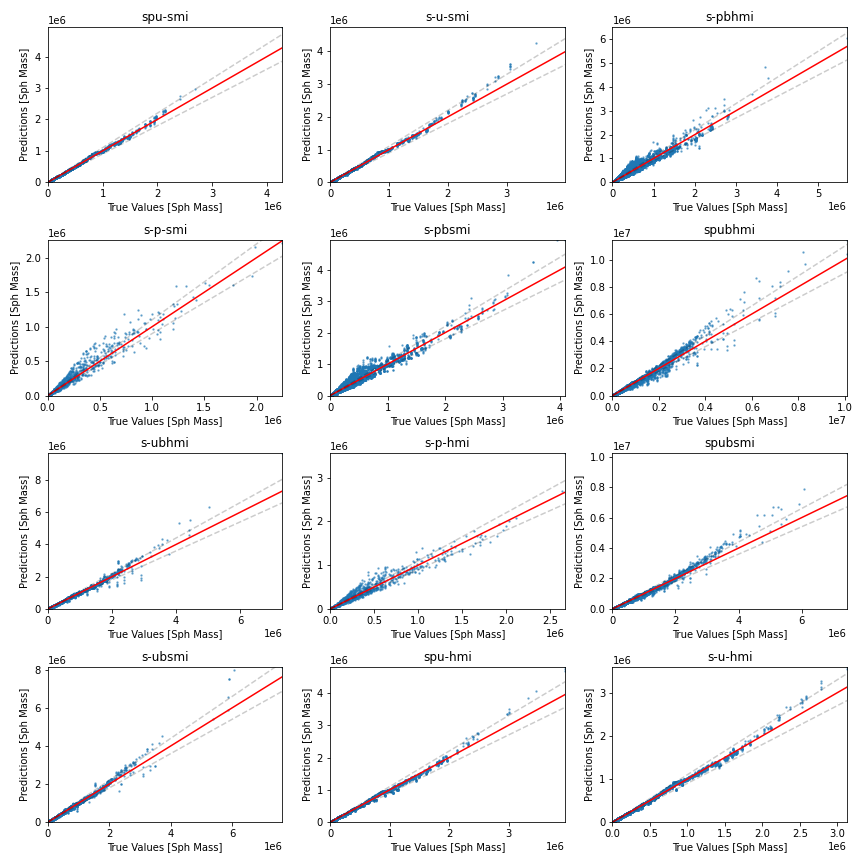 spu-smi
1e6
Predictions [Sph Mass]
4
3
2
1
0
0 1 2 3 4
True Values [Sph Mass]
1e6
s-u-smi
1e6
Predictions [Sph Mass]
4
3
2
1
0
0 1 2 3
True Values [Sph Mass]
1e6
s-pbhmi
1e6
Predictions [Sph Mass]
6
5
4
3
2
1
0
0 1 2 3 4 5
True Values [Sph Mass]
1e6
s-p-smi
1e6
Predictions [Sph Mass]
2.0
1.5
1.0
0.5
0.0
0.0 0.5 1.0 1.5 2.0
True Values [Sph Mass]
1e6
s-pbsmi
1e6
Predictions [Sph Mass]
4
3
2
1
0
0 1 2 3 4
True Values [Sph Mass]
1e6
spubhmi
1e7
Predictions [Sph Mass]
1.0
0.8
0.6
0.4
0.2
0.0
0.0 0.2 0.4 0.6 0.8 1.0
True Values [Sph Mass]
1e7
s-ubhmi
1e6
Predictions [Sph Mass]
8
6
4
2
0
0 2 4 6
True Values [Sph Mass]
1e6
s-p-hmi
1e6
Predictions [Sph Mass]
3
2
1
0
0.0 0.5 1.0 1.5 2.0 2.5
True Values [Sph Mass]
1e6
spubsmi
1e7
Predictions [Sph Mass]
1.0
0.8
0.6
0.4
0.2
0.0
0 2 4 6
True Values [Sph Mass]
1e6
s-ubsmi
1e6
Predictions [Sph Mass]
8
6
4
2
0
0 2 4 6
True Values [Sph Mass]
1e6
spu-hmi
1e6
Predictions [Sph Mass]
4
3
2
1
0
0 1 2 3
True Values [Sph Mass]
1e6
s-u-hmi
1e6
Predictions [Sph Mass]
3
2
1
0
0.0 0.5 1.0 1.5 2.0 2.5 3.0
True Values [Sph Mass]
1e6